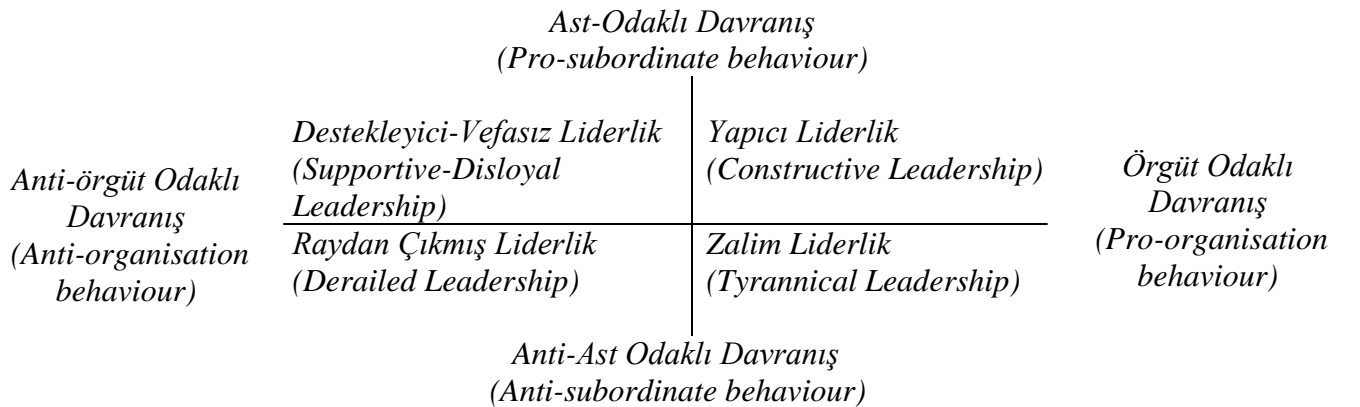 Ast-Odaklı Davranış
(Pro-subordinate behaviour)
Destekleyici-Vefasız Liderlik
(Supportive-Disloyal
Leadership)
Yapıcı Liderlik
(Constructive Leadership)
Anti-örgüt Odaklı
Davranış
(Anti-organisation
behaviour)
Örgüt Odaklı
Davranış
(Pro-organisation
behaviour)
Raydan Çıkmış Liderlik
(Derailed Leadership)
Zalim Liderlik
(Tyrannical Leadership)
Anti-Ast Odaklı Davranış
(Anti-subordinate behaviour)